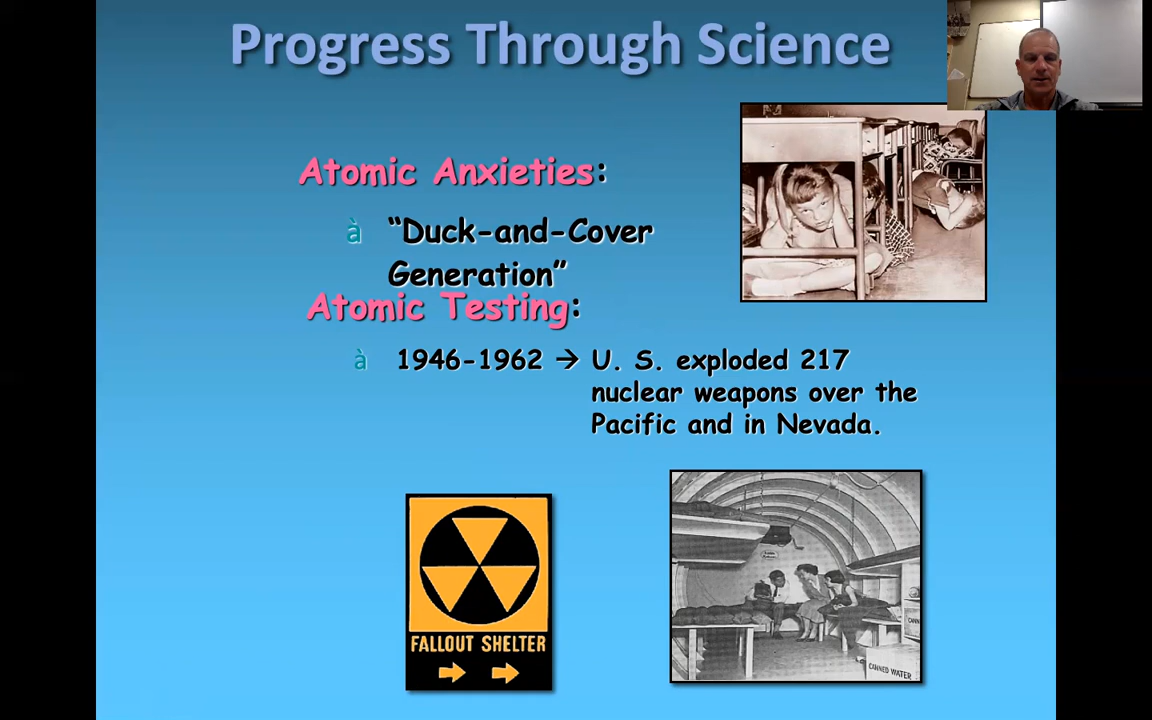 Progress Through Science
Atomic Anxieties:
à “Duck-and-Cover
Generation”
Atomic Testing:
à 1946-1962 → U. S. exploded 217
nuclear weapons over the
Pacific and in Nevada.
FALLOUT SHELTER
CANNED WATER